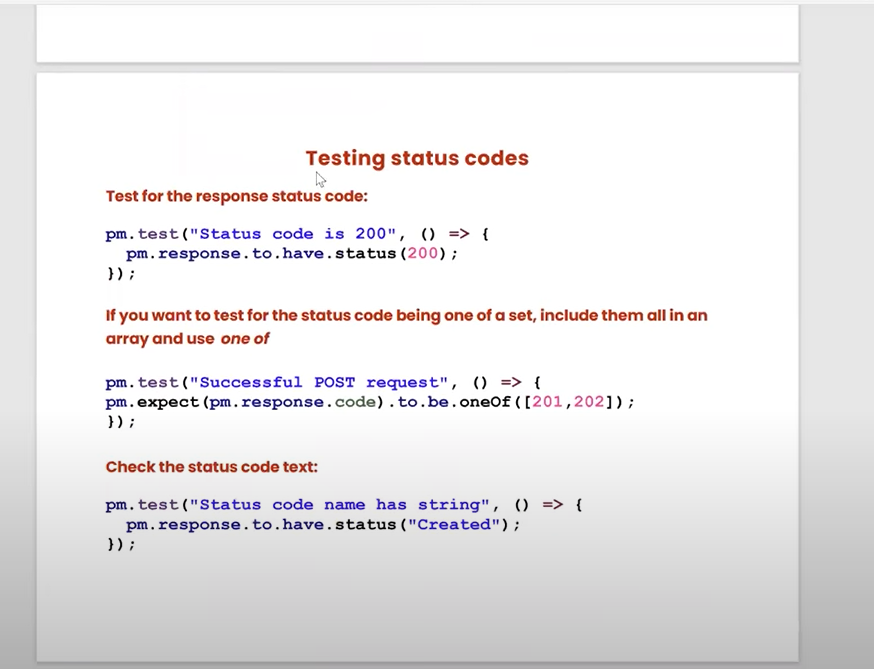 Testing status codes
Test for the response status code:
pm.test("Status code is 200", () => {
  pm.response.to.have.status(200);
});
If you want to test for the status code being one of a set, include them all in an
array and use one of
pm.test("Successful POST request", () => {
pm.expect(pm.response.code).to.be.oneOf([201,202]);
});
Check the status code text:
pm.test("Status code name has string", () => {
  pm.response.to.have.status("Created");
});